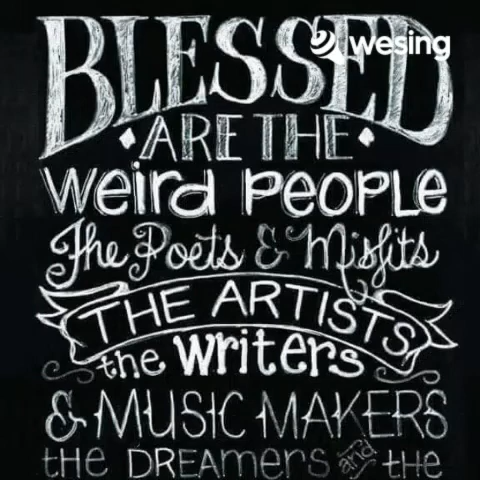 wesing
BLESSED
ARE THE
weird PEOPLE
The Poets & Misfits
THE ARTISTS
the writers
& MUSIC MAKERS
tHe DREAMERS and tHe